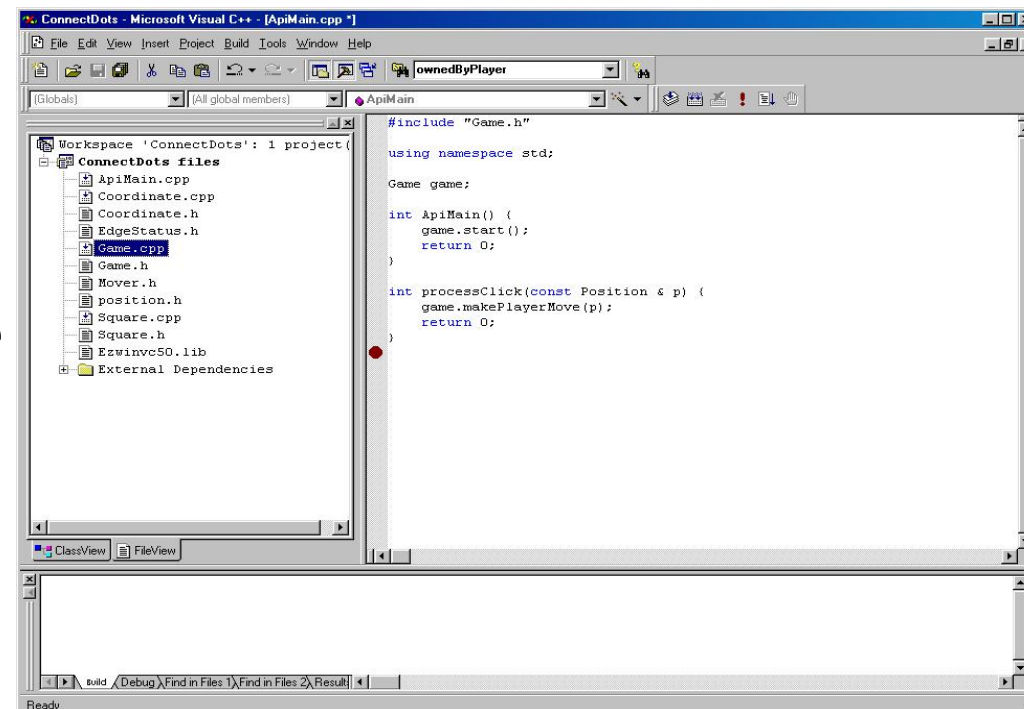 ConnectDots - Microsoft Visual C++ - [ApiMain.cpp *]
File Edit View Insert Project Build Tools Window Help
ownedByPlayer
(Globals) (All global members) ApiMain
Workspace 'ConnectDots': 1 project(
ConnectDots files
ApiMain.cpp
Coordinate.cpp
Coordinate.h
EdgeStatus.h
Game.cpp
Game.h
Mover.h
position.h
Square.cpp
Square.h
Ezwinvc50.lib
External Dependencies
ClassView FileView
#include "Game.h"
using namespace std;
Game game;
int ApiMain() {
game.start();
return 0;
}
int processClick(const Position & p) {
game.makePlayerMove(p);
return 0;
}
Build Debug Find in Files 1 Find in Files 2 Results
Ready